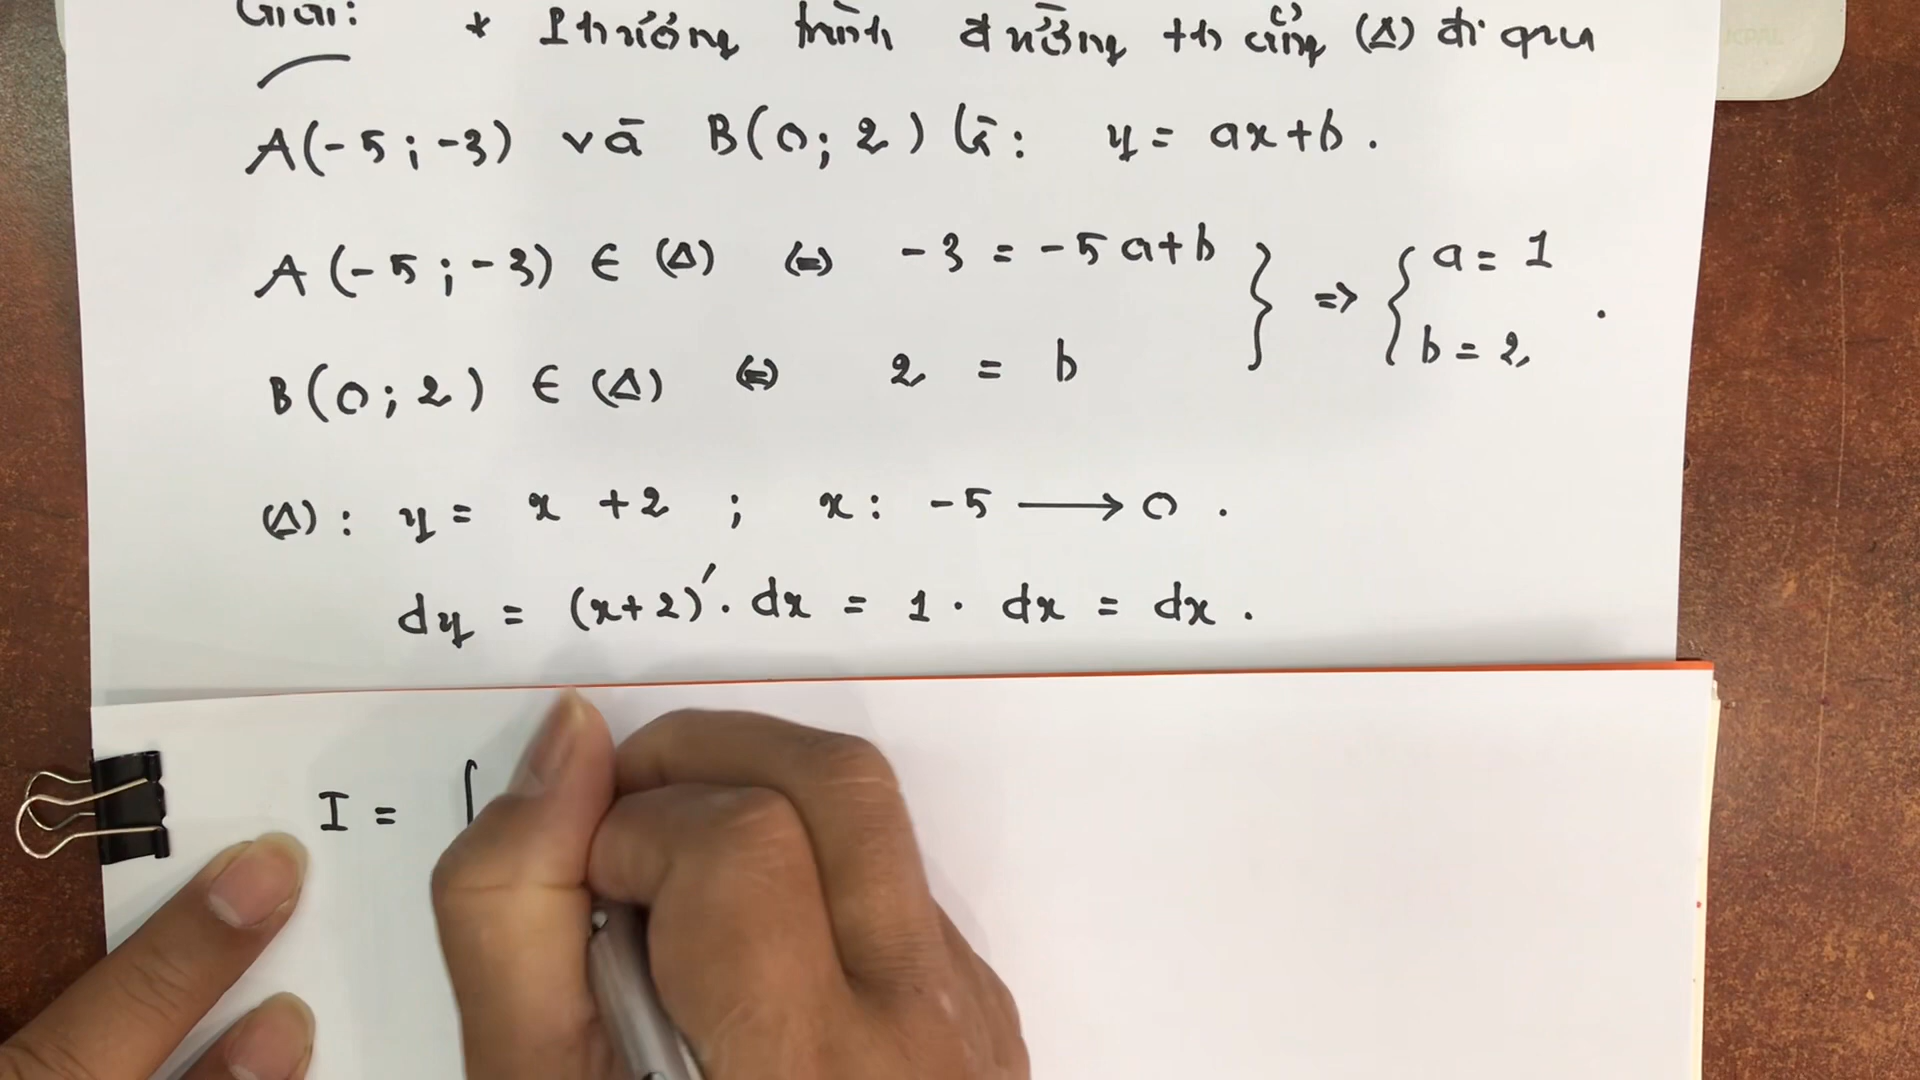 Giải: * Phương trình đường thẳng (Δ) đi qua
A(-5; -3) và B(0; 2) là: y = ax+b.
A(-5; -3) ∈ (Δ) ⇔ -3 = -5a+b } => { a = 1
B(0; 2) ∈ (Δ) ⇔ 2 = b } => { b = 2 .
(Δ): y = x + 2 ; x: -5 ⟶ 0 .
dy = (x+2)′. dx = 1 . dx = dx .
I = ∫